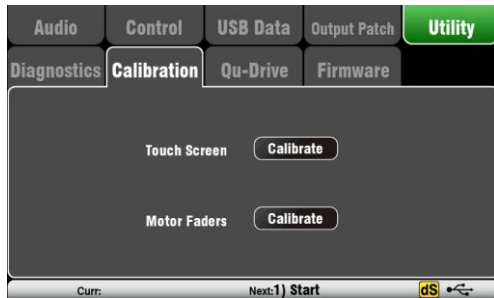 Audio Control USB Data Output Patch Utility
Diagnostics Calibration Qu-Drive Firmware
Touch Screen Calibrate
Motor Faders Calibrate
Curr: Next:1) Start dS